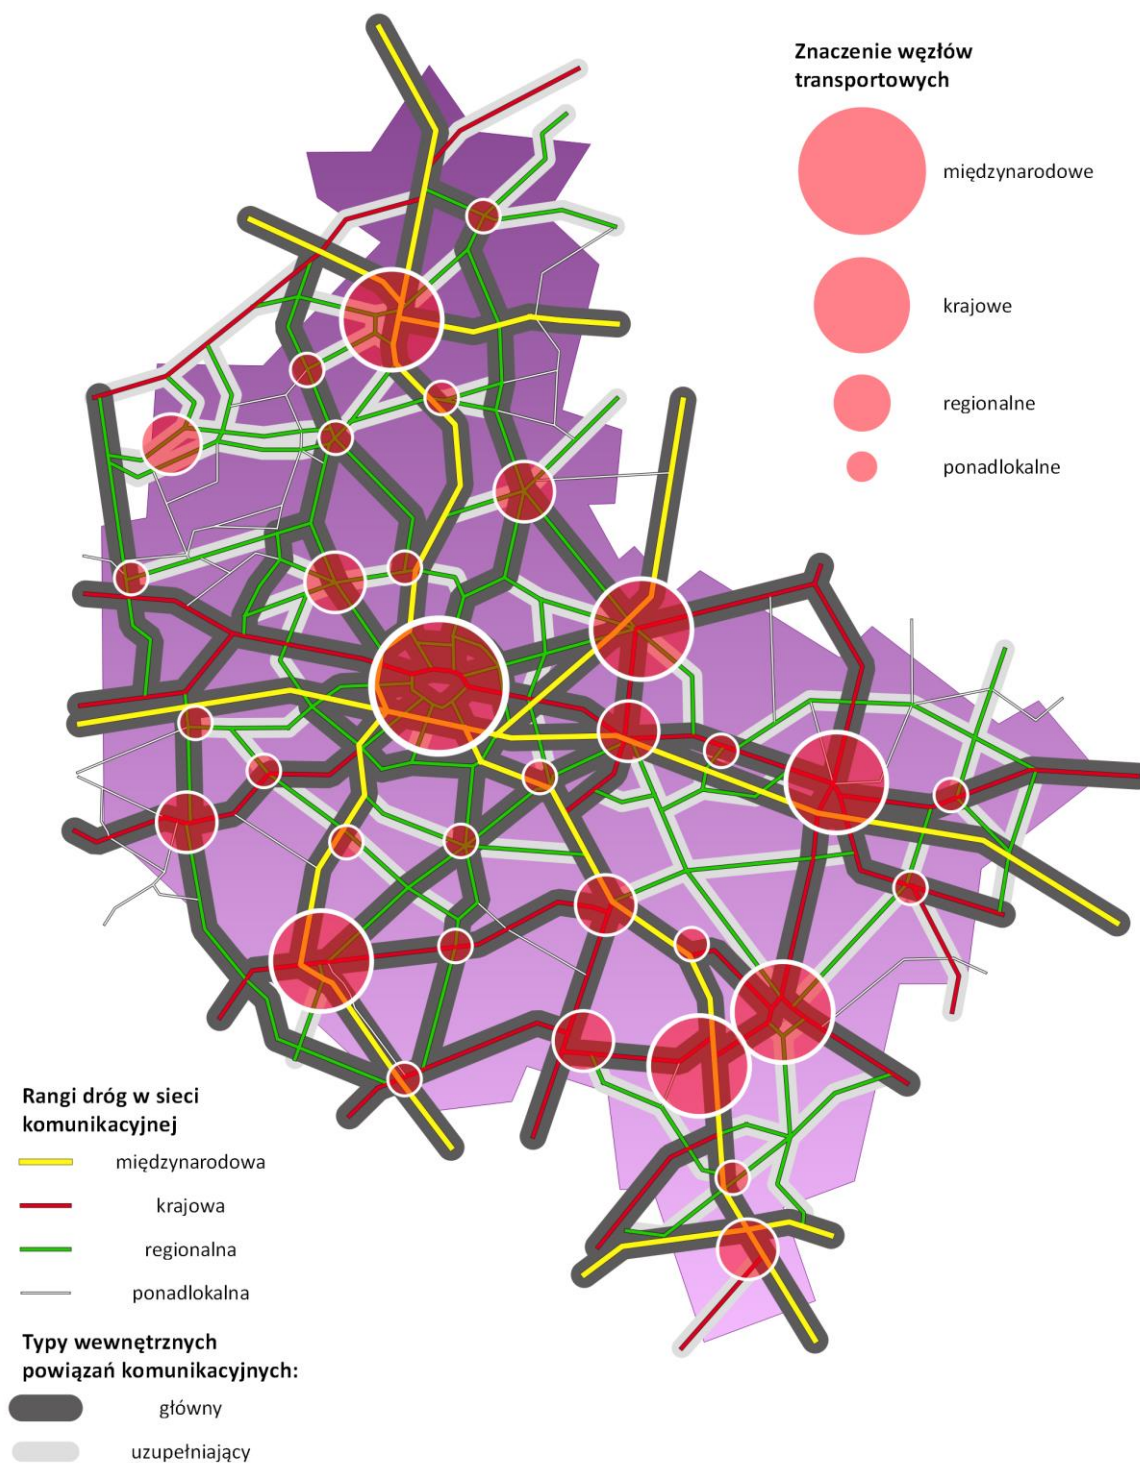 Znaczenie węzłów
transportowych
międzynarodowe
krajowe
regionalne
ponadlokalne
Rangi dróg w sieci
komunikacyjnej
międzynarodowa
krajowa
regionalna
ponadlokalna
Typy wewnętrznych
powiązań komunikacyjnych:
główny
uzupełniający